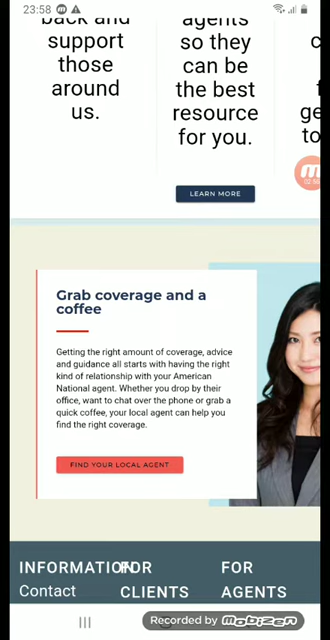 23:58
back and
support
those
around
us.
agents
so they
can be
the best
resource
for you.
LEARN MORE
02:50
Grab coverage and a
coffee
Getting the right amount of coverage, advice
and guidance all starts with having the right
kind of relationship with your American
National agent. Whether you drop by their
office, want to chat over the phone or grab a
quick coffee, your local agent can help you
find the right coverage.
FIND YOUR LOCAL AGENT
INFORMATION
Contact
FOR
CLIENTS
FOR
AGENTS
Recorded by mobizen